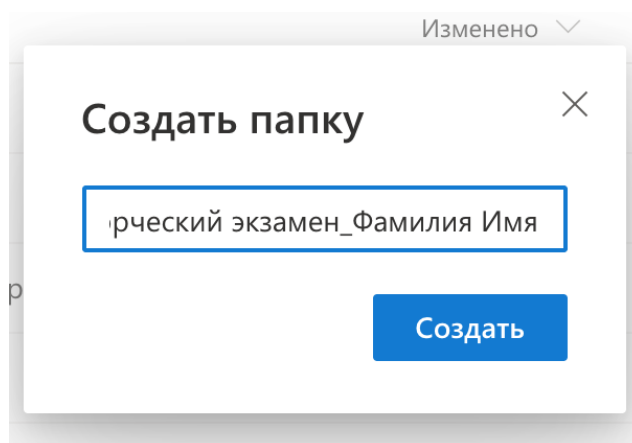 Изменено
Создать папку
рческий экзамен_Фамилия Имя
р
Создать